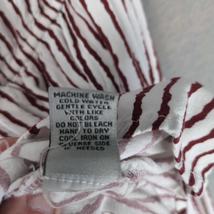 MACHINE WASH
COLD WATER
GENTLE CYCLE
WITH LIKE
COLORS
DO NOT BLEACH
HANG TO DRY
COOL IRON ON
REVERSE SIDE
IF NEEDED